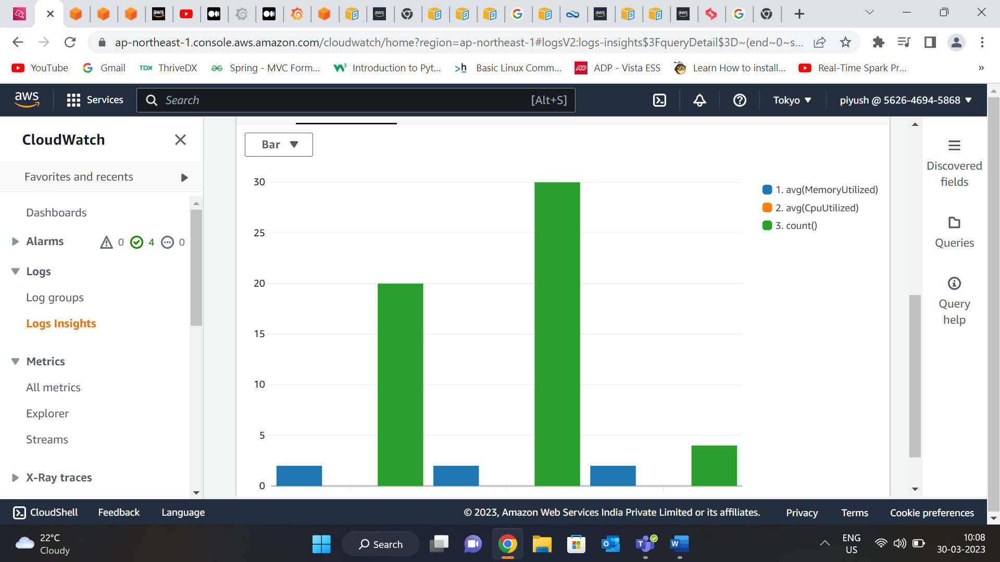 ap-northeast-1.console.aws.amazon.com/cloudwatch/home?region=ap-northeast-1#logsV2:logs-insights$3FqueryDetail$3D~(end~0~s...
YouTube
Gmail
TDX ThriveDX
Spring - MVC Form...
Introduction to Pyt...
Basic Linux Comm...
ADP - Vista ESS
Learn How to install...
Real-Time Spark Pr...
»
aws
Services
Search
[Alt+S]
Tokyo
piyush @ 5626-4694-5868
CloudWatch
Favorites and recents
Dashboards
Alarms 0 4 0
Logs
Log groups
Logs Insights
Metrics
All metrics
Explorer
Streams
X-Ray traces
Bar
30
25
20
15
10
5
0
1. avg(MemoryUtilized)
2. avg(CpuUtilized)
3. count()
Discovered
fields
Queries
Query
help
CloudShell
Feedback
Language
© 2023, Amazon Web Services India Private Limited or its affiliates.
Privacy
Terms
Cookie preferences
22°C
Cloudy
Search
ENG
US
10:08
30-03-2023